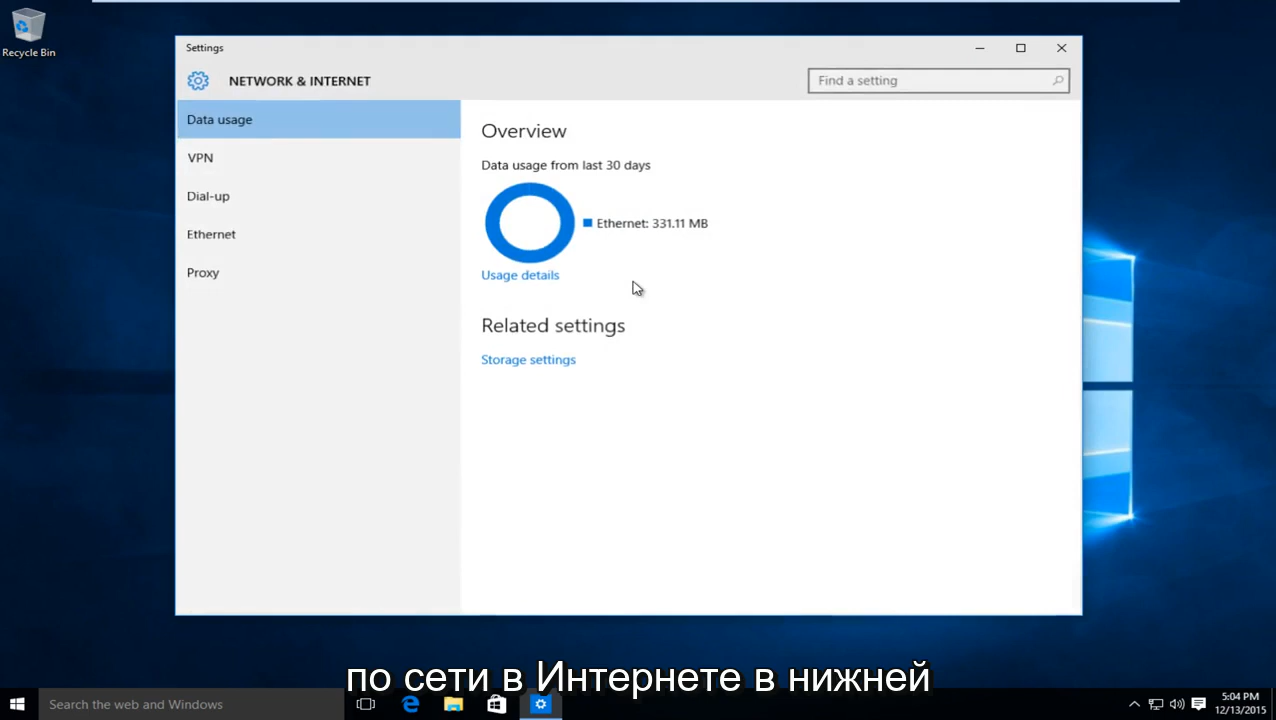 Recycle Bin
Settings
NETWORK & INTERNET
Find a setting
Data usage
VPN
Dial-up
Ethernet
Proxy
Overview
Data usage from last 30 days
Ethernet: 331.11 MB
Usage details
Related settings
Storage settings
по сети в Интернете в нижней
Search the web and Windows
5:04 PM
12/13/2015